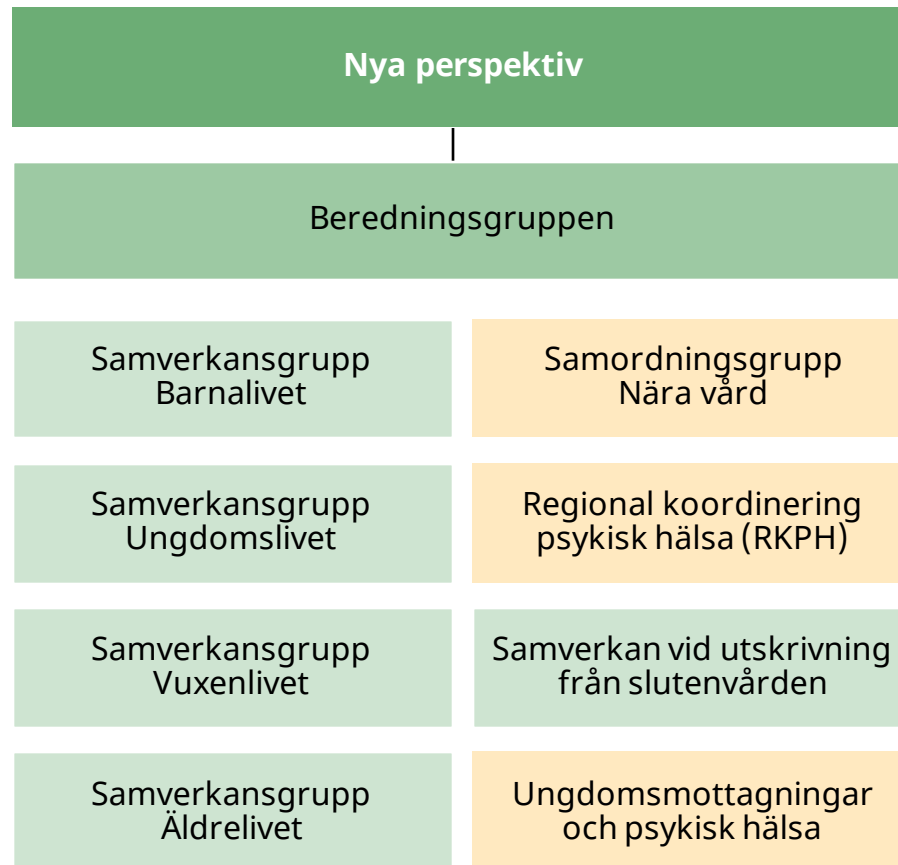 Nya perspektiv
Beredningsgruppen
Samverkansgrupp
Barnalivet
Samordningsgrupp
Nära vård
Samverkansgrupp
Ungdomslivet
Regional koordinering
psykisk hälsa (RKPH)
Samverkansgrupp
Vuxenlivet
Samverkan vid utskrivning
från slutenvården
Samverkansgrupp
Äldrelivet
Ungdomsmottagningar
och psykisk hälsa